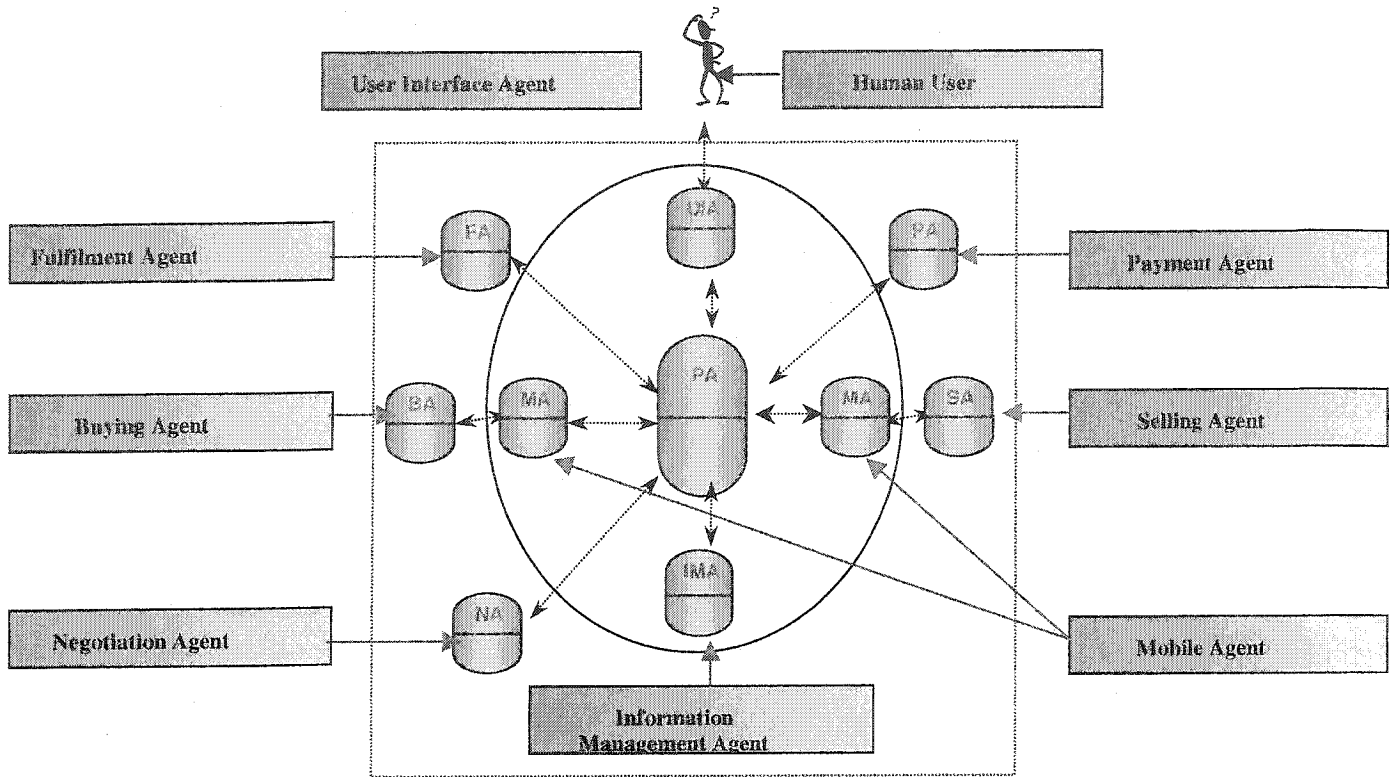 ?
User Interface Agent
Human User
UIA
FA
PA
Fulfilment Agent
Payment Agent
PA
BA
MA
MA
SA
Buying Agent
Selling Agent
IMA
NA
Negotiation Agent
Mobile Agent
Information
Management Agent